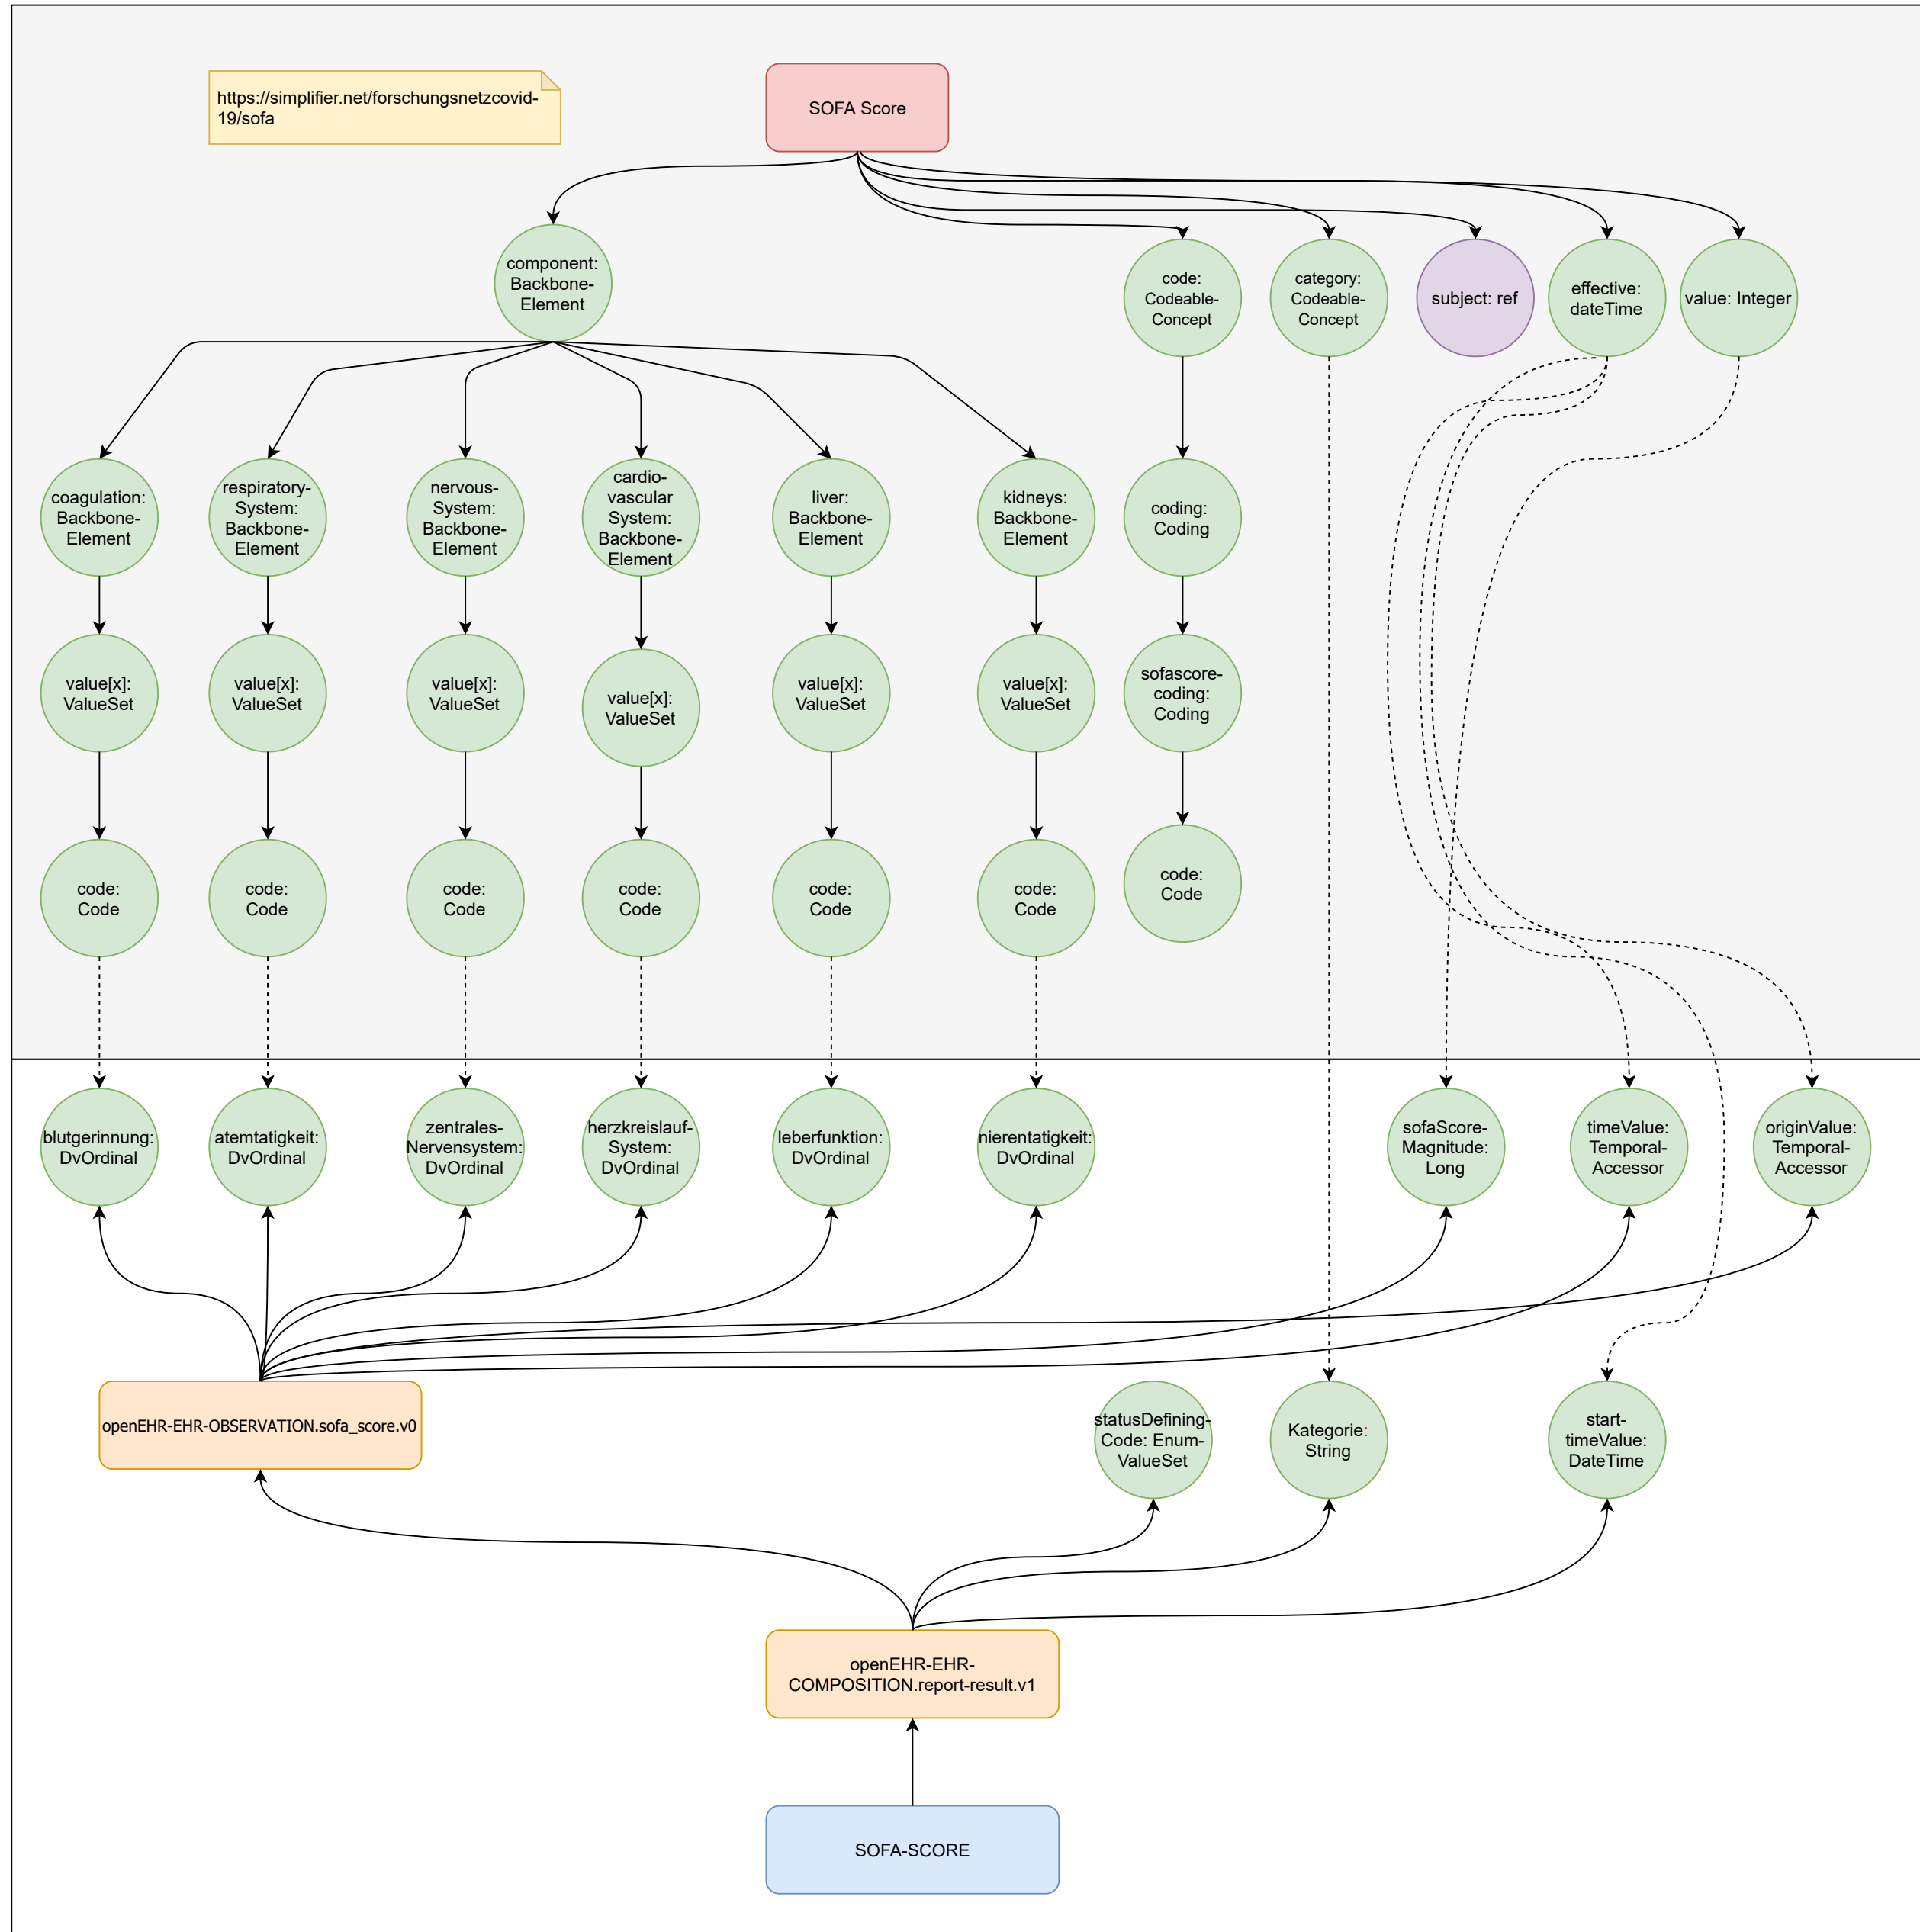 https://simplifier.net/forschungsnetzcovid-
19/sofa
SOFA Score
component:
Backbone-
Element
code:
Codeable-
Concept
category:
Codeable-
Concept
subject: ref
effective:
dateTime
value: Integer
coagulation:
Backbone-
Element
respiratory-
System:
Backbone-
Element
nervous-
System:
Backbone-
Element
cardio-
vascular
System:
Backbone-
Element
liver:
Backbone-
Element
kidneys:
Backbone-
Element
coding:
Coding
value[x]:
ValueSet
value[x]:
ValueSet
value[x]:
ValueSet
value[x]:
ValueSet
value[x]:
ValueSet
value[x]:
ValueSet
sofascore-
coding:
Coding
code:
Code
code:
Code
code:
Code
code:
Code
code:
Code
code:
Code
code:
Code
blutgerinnung:
DvOrdinal
atemtatigkeit:
DvOrdinal
zentrales-
Nervensystem:
DvOrdinal
herzkreislauf-
System:
DvOrdinal
leberfunktion:
DvOrdinal
nierentatigkeit:
DvOrdinal
sofaScore-
Magnitude:
Long
timeValue:
Temporal-
Accessor
originValue:
Temporal-
Accessor
openEHR-EHR-OBSERVATION.sofa_score.v0
statusDefining-
Code: Enum-
ValueSet
Kategorie:
String
start-
timeValue:
DateTime
openEHR-EHR-
COMPOSITION.report-result.v1
SOFA-SCORE